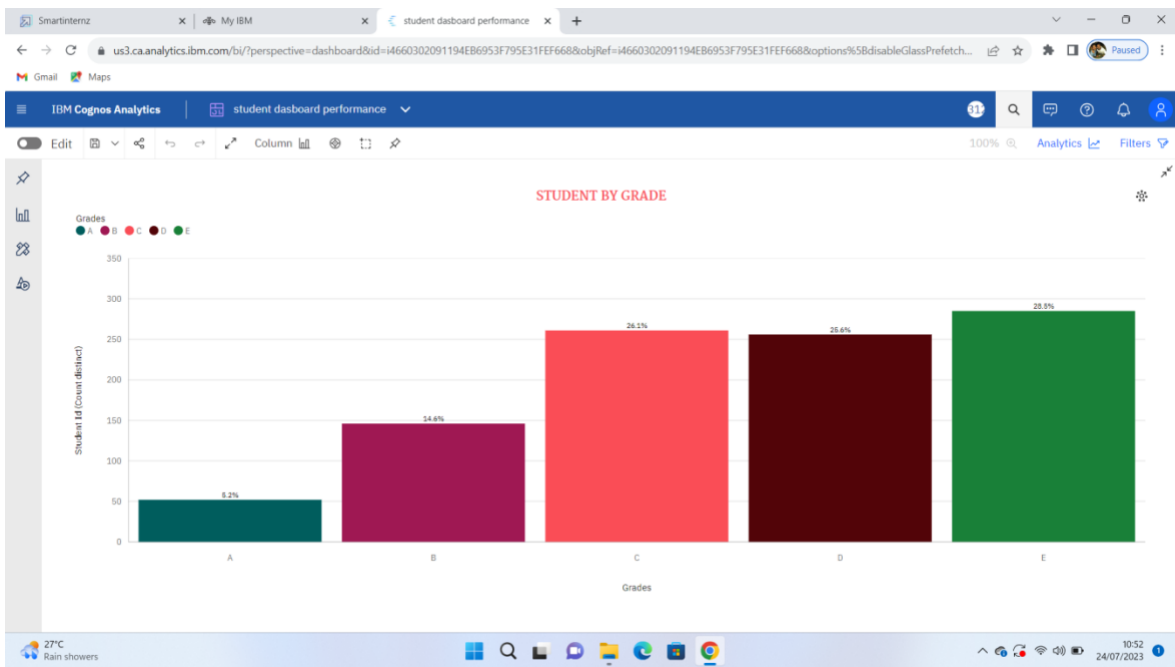 Smartinternz
My IBM
student dasboard performance
us3.ca.analytics.ibm.com/bi/?perspective=dashboard&id=i4660302091194EB6953F795E31FEF668&objRef=i4660302091194EB6953F795E31FEF668&options%5BdisableGlassPrefetch...
Paused
Gmail
Maps
IBM Cognos Analytics
student dasboard performance
31
Edit
Column
100%
Analytics
Filters
STUDENT BY GRADE
Grades
A B C D E
350
300
250
200
150
100
50
0
Student Id (Count distinct)
5.2%
14.6%
26.1%
25.6%
28.5%
A B C D E
Grades
27°C
Rain showers
10:52
24/07/2023
1